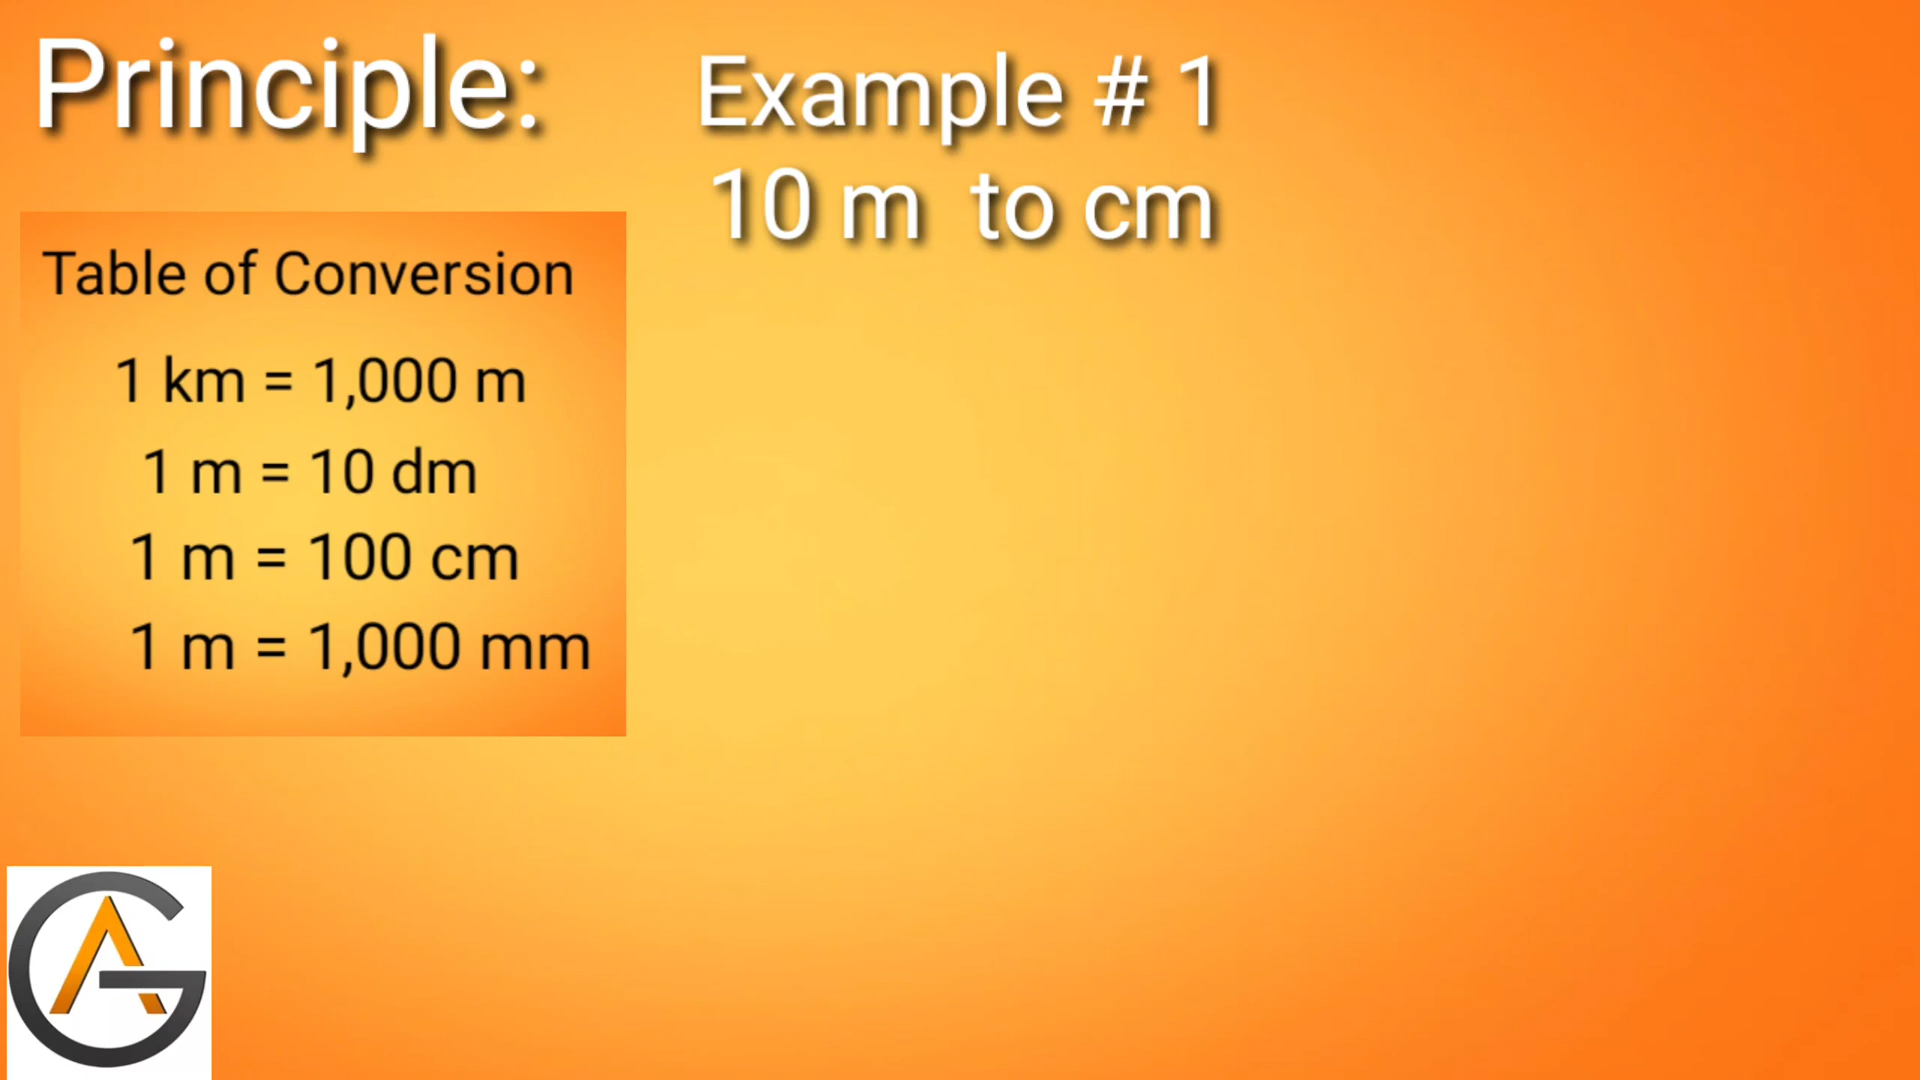 Principle:
Example # 1
10 m to cm
Table of Conversion
1 km = 1,000 m
1 m = 10 dm
1 m = 100 cm
1 m = 1,000 mm